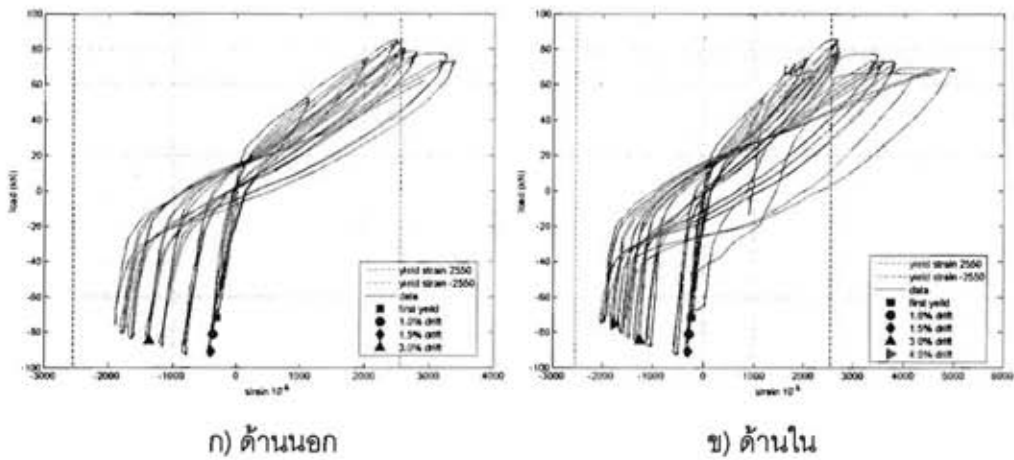 100
80
60
40
20
0
-20
-40
-60
-80
-100
load (kN)
-3000 -2000 -1000 0 1000 2000 3000 4000
strain 10-6
yield strain 2550
yield strain -2550
data
first yeild
1.0% drift
1.5% drift
3.0% drift
ก) ด้านนอก
100
80
60
40
20
0
-20
-40
-60
-80
-100
load (kN)
-3000 -2000 -1000 0 1000 2000 3000 4000 5000 6000
strain 10-6
yield strain 2550
yield strain -2550
data
first yeild
1.0% drift
1.5% drift
3.0% drift
4.0% drift
ข) ด้านใน